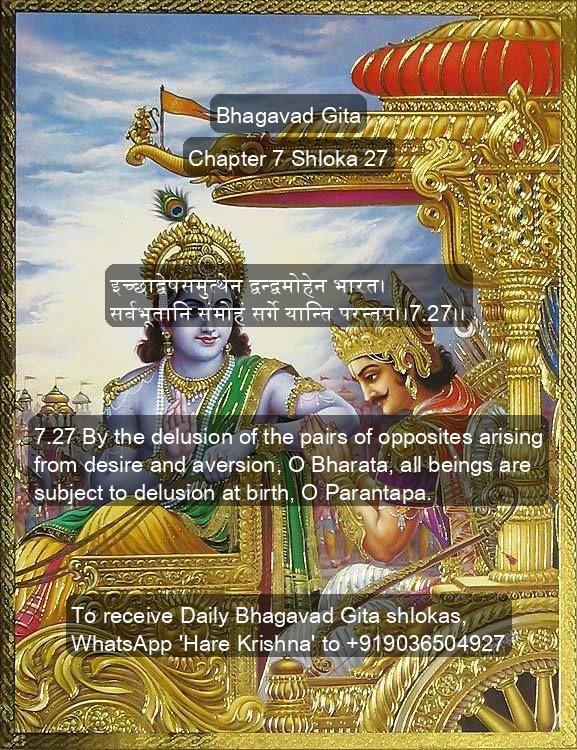 Bhagavad Gita
Chapter 7 Shloka 27
इच्छाद्वेषसमुत्थेन द्वन्द्वमोहेन भारत।
सर्वभूतानि संमोहं सर्गे यान्ति परन्तप।।7.27।।
7.27 By the delusion of the pairs of opposites arising
from desire and aversion, O Bharata, all beings are
subject to delusion at birth, O Parantapa.
To receive Daily Bhagavad Gita shlokas,
WhatsApp 'Hare Krishna' to +919036504927